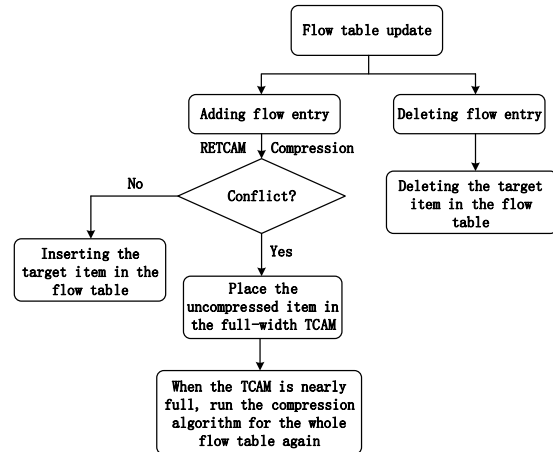 Flow table update
Adding flow entry
Deleting flow entry
RETCAM Compression
No
Conflict?
Deleting the target
item in the flow
table
Inserting the
target item in the
flow table
Yes
Place the
uncompressed item in
the full-width TCAM
When the TCAM is nearly
full, run the compression
algorithm for the whole
flow table again